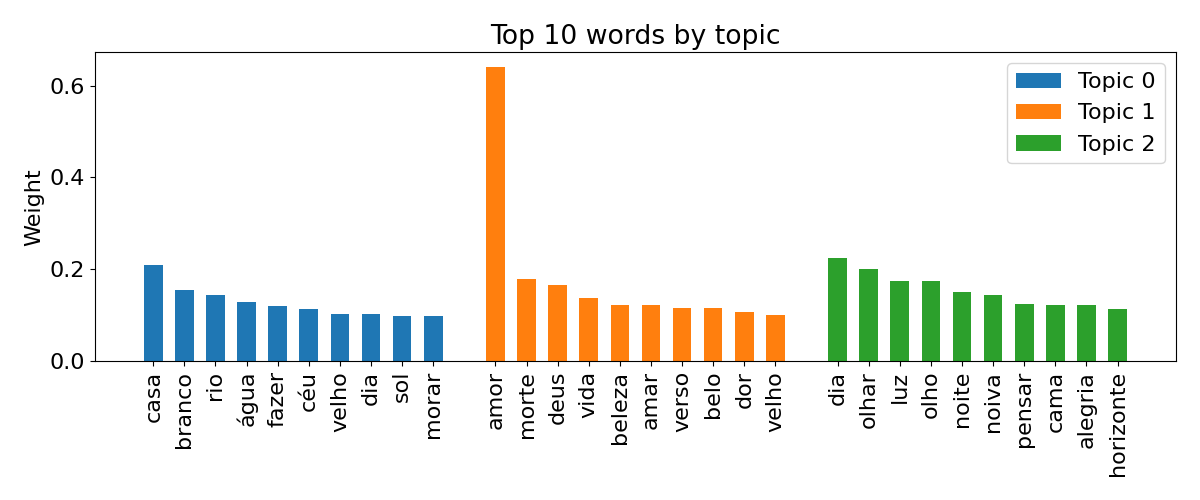 Top 10 words by topic
Weight
0.6
0.4
0.2
0.0
Topic 0
Topic 1
Topic 2
casa
branco
rio
água
fazer
céu
velho
dia
sol
morar
amor
morte
deus
vida
beleza
amar
verso
belo
dor
velho
dia
olhar
luz
olho
noite
noiva
pensar
cama
alegria
horizonte